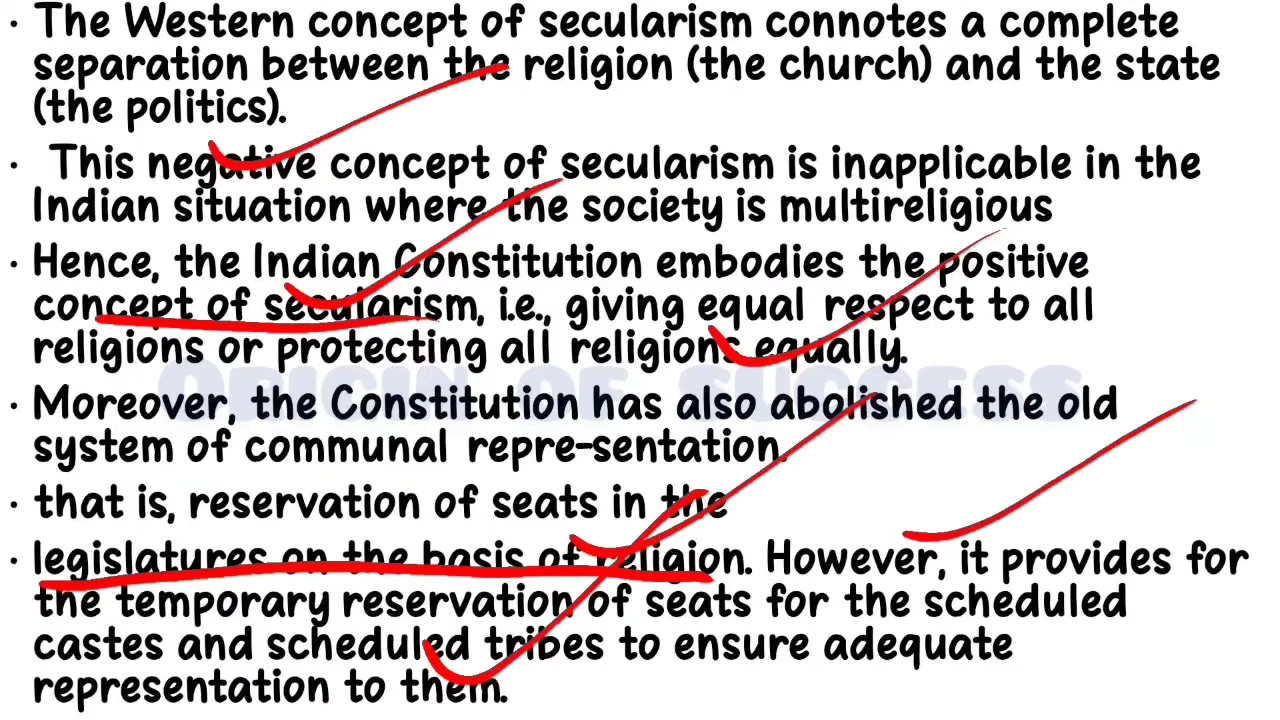 · The Western concept of secularism connotes a complete
separation between the religion (the church) and the state
(the politics).
· This negative concept of secularism is inapplicable in the
Indian situation where the society is multireligious
· Hence, the Indian Constitution embodies the positive
concept of secularism, i.e., giving equal respect to all
religions or protecting all religions equally.
ORIGIN OF SUCCESS
· Moreover, the Constitution has also abolished the old
system of communal repre-sentation.
· that is, reservation of seats in the
· legislatures on the basis of religion. However, it provides for
the temporary reservation of seats for the scheduled
castes and scheduled tribes to ensure adequate
representation to them.